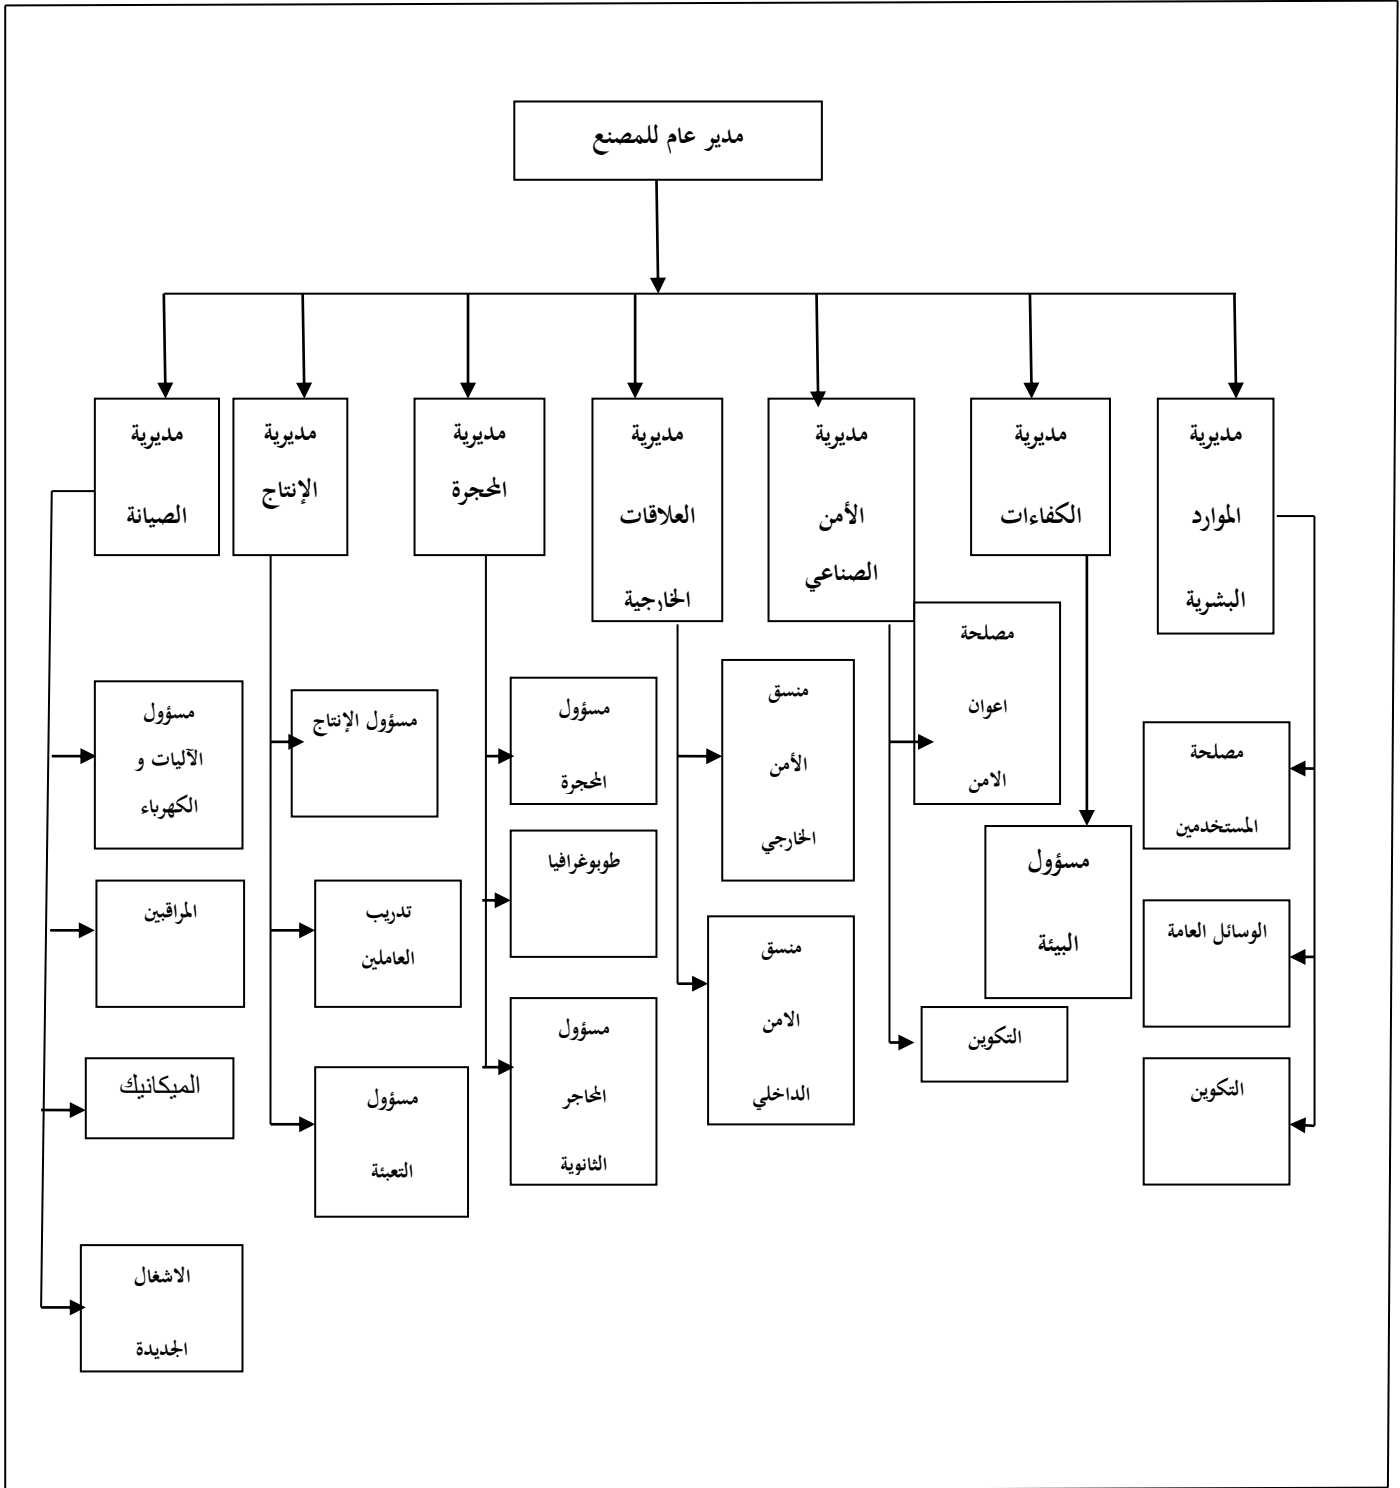 مدير عام للمصنع
مديرية
الموارد
البشرية
مديرية
الكفاءات
مديرية
الأمن
الصناعي
مديرية
العلاقات
الخارجية
مديرية
المحجرة
مديرية
الإنتاج
مديرية
الصيانة
مصلحة
المستخدمين
الوسائل العامة
التكوين
مسؤول
البيئة
مصلحة
اعوان
الامن
التكوين
منسق
الأمن
الخارجي
منسق
الامن
الداخلي
مسؤول
المحجرة
طوبوغرافيا
مسؤول
المحاجر
الثانوية
مسؤول الإنتاج
تدريب
العاملين
مسؤول
التعبئة
مسؤول
الآليات و
الكهرباء
المراقبين
الميكانيك
الاشغال
الجديدة